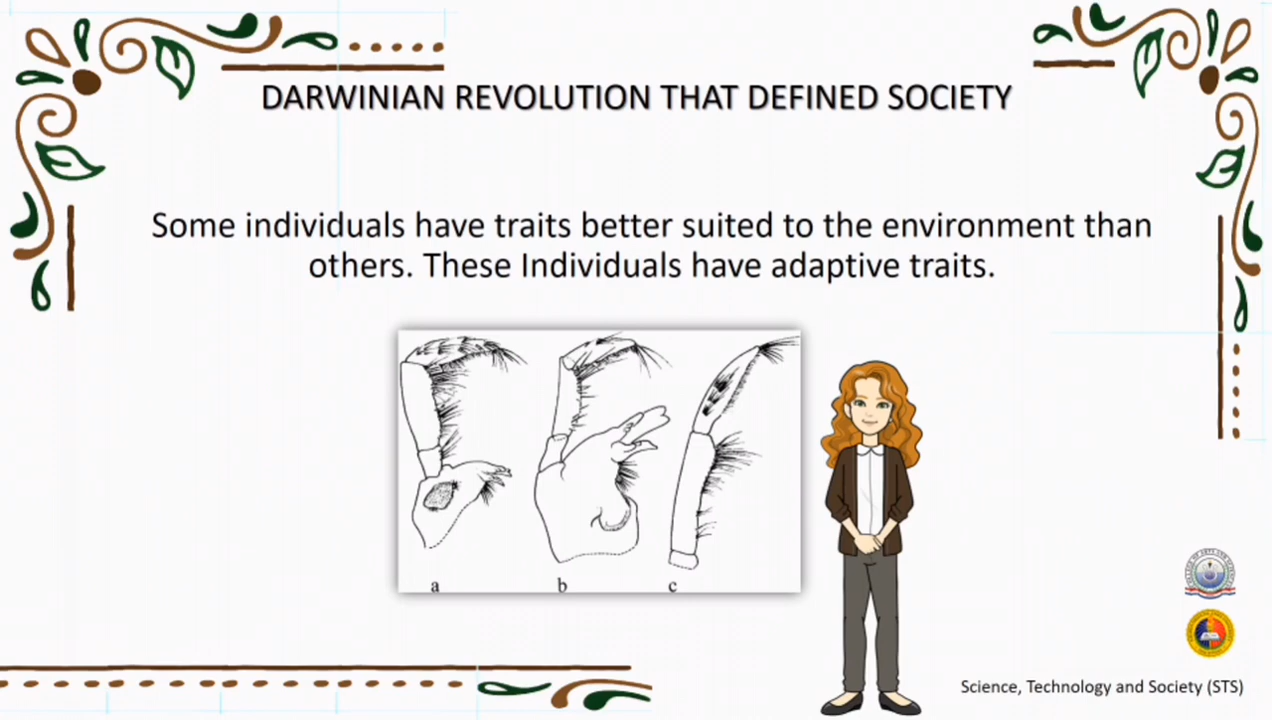 DARWINIAN REVOLUTION THAT DEFINED SOCIETY
Some individuals have traits better suited to the environment than
others. These Individuals have adaptive traits.
a
b
c
Science, Technology and Society (STS)